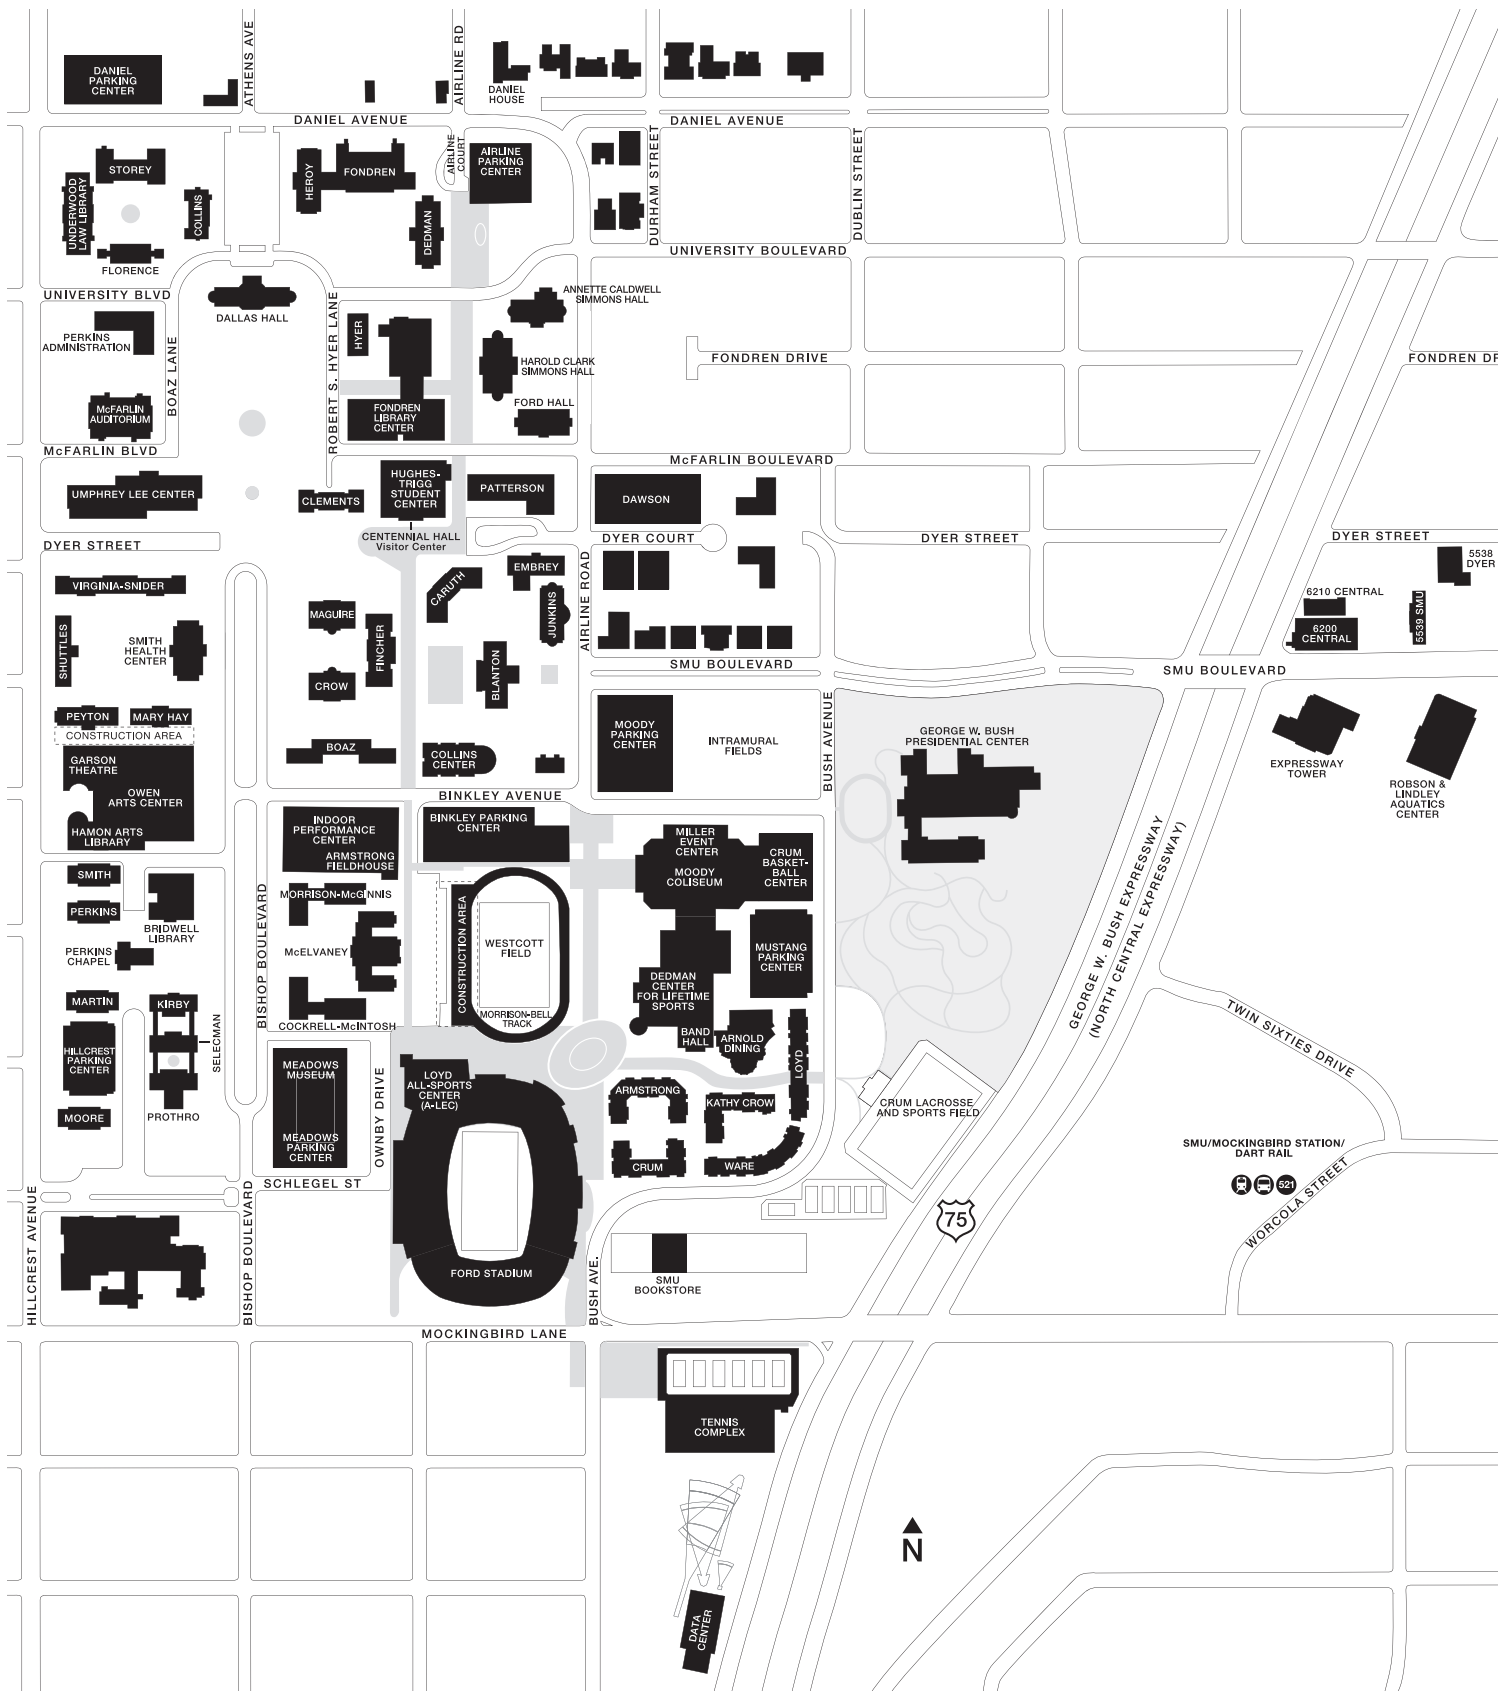 ATHENS AVE
AIRLINE RD
DANIEL
PARKING
CENTER
DANIEL
HOUSE
DANIEL AVENUE
DANIEL AVENUE
AIRLINE
COURT
AIRLINE
PARKING
CENTER
DURHAM STREET
DUBLIN STREET
STOREY
HEROY
FONDREN
UNDERWOOD
LAW LIBRARY
COLLINS
DEDMAN
FLORENCE
UNIVERSITY BOULEVARD
UNIVERSITY BLVD
DALLAS HALL
ANNETTE CALDWELL
SIMMONS HALL
PERKINS
ADMINISTRATION
BOAZ LANE
ROBERT S. HYER LANE
HYER
HAROLD CLARK
SIMMONS HALL
FONDREN DRIVE
FONDREN DR
McFARLIN
AUDITORIUM
FONDREN
LIBRARY
CENTER
FORD HALL
McFARLIN BLVD
McFARLIN BOULEVARD
UMPHREY LEE CENTER
CLEMENTS
HUGHES-
TRIGG
STUDENT
CENTER
PATTERSON
DAWSON
CENTENNIAL HALL
Visitor Center
DYER STREET
DYER COURT
DYER STREET
DYER STREET
5538
DYER
VIRGINIA-SNIDER
CARUTH
EMBREY
JUNKINS
AIRLINE ROAD
6210 CENTRAL
6200
CENTRAL
5539 SMU
SHUTTLES
SMITH
HEALTH
CENTER
MAGUIRE
FINCHER
CROW
BLANTON
SMU BOULEVARD
SMU BOULEVARD
PEYTON
MARY HAY
CONSTRUCTION AREA
BOAZ
COLLINS
CENTER
MOODY
PARKING
CENTER
INTRAMURAL
FIELDS
BUSH AVENUE
GEORGE W. BUSH
PRESIDENTIAL CENTER
EXPRESSWAY
TOWER
ROBSON &
LINDLEY
AQUATICS
CENTER
GARSON
THEATRE
OWEN
ARTS CENTER
HAMON ARTS
LIBRARY
BINKLEY AVENUE
INDOOR
PERFORMANCE
CENTER
ARMSTRONG
FIELDHOUSE
BINKLEY PARKING
CENTER
MILLER
EVENT
CENTER
MOODY
COLISEUM
CRUM
BASKET-
BALL
CENTER
SMITH
PERKINS
BRIDWELL
LIBRARY
PERKINS
CHAPEL
BISHOP BOULEVARD
MORRISON-McGINNIS
McELVANEY
COCKRELL-McINTOSH
CONSTRUCTION AREA
WESTCOTT
FIELD
MORRISON-BELL
TRACK
DEDMAN
CENTER
FOR LIFETIME
SPORTS
MUSTANG
PARKING
CENTER
BAND
HALL
ARNOLD
DINING
LOYD
GEORGE W. BUSH EXPRESSWAY
(NORTH CENTRAL EXPRESSWAY)
TWIN SIXTIES DRIVE
MARTIN
KIRBY
SELECMAN
HILLCREST
PARKING
CENTER
MOORE
PROTHRO
MEADOWS
MUSEUM
MEADOWS
PARKING
CENTER
OWNBY DRIVE
LOYD
ALL-SPORTS
CENTER
(A-LEC)
ARMSTRONG
KATHY CROW
CRUM
WARE
CRUM LACROSSE
AND SPORTS FIELD
SMU/MOCKINGBIRD STATION/
DART RAIL
521
WORCOLA STREET
SCHLEGEL ST
HILLCREST AVENUE
BISHOP BOULEVARD
FORD STADIUM
BUSH AVE.
SMU
BOOKSTORE
75
MOCKINGBIRD LANE
TENNIS
COMPLEX
N
DATA
CENTER